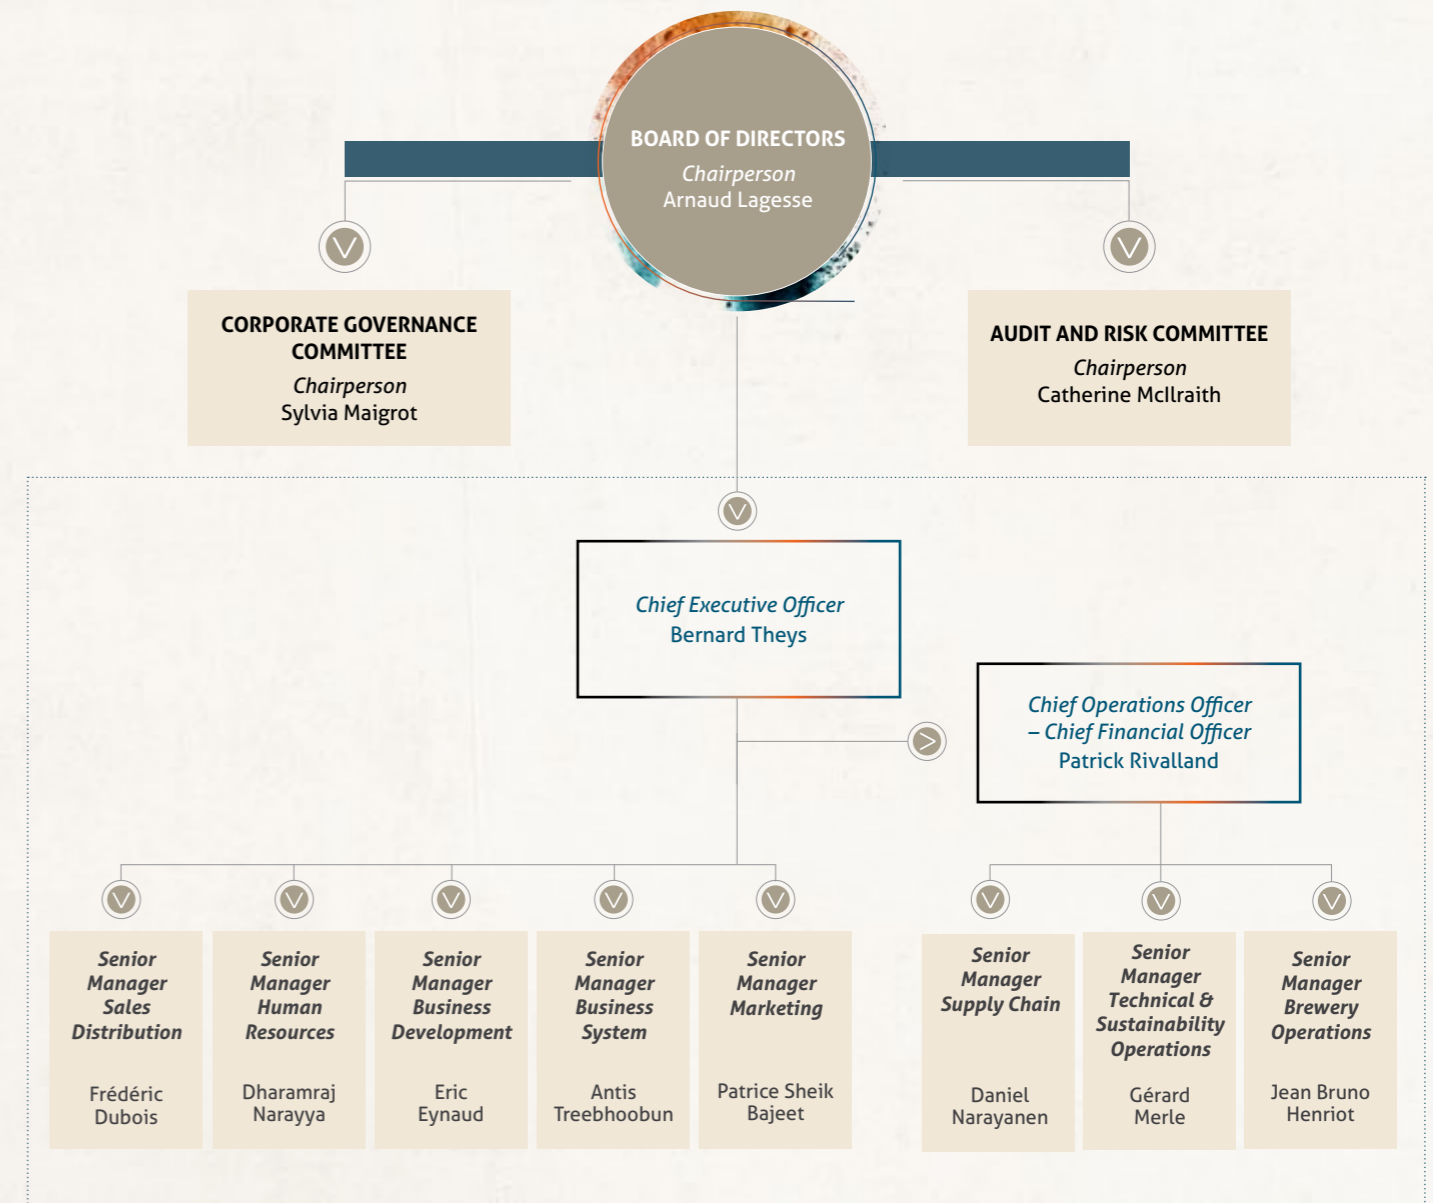 BOARD OF DIRECTORS
Chairperson
Arnaud Lagesse
CORPORATE GOVERNANCE
COMMITTEE
Chairperson
Sylvia Maigrot
AUDIT AND RISK COMMITTEE
Chairperson
Catherine McIlraith
Chief Executive Officer
Bernard Theys
Chief Operations Officer
– Chief Financial Officer
Patrick Rivalland
Senior
Manager
Sales
Distribution
Frédéric
Dubois
Senior
Manager
Human
Resources
Dharamraj
Narayya
Senior
Manager
Business
Development
Eric
Eynaud
Senior
Manager
Business
System
Antis
Treebhoobun
Senior
Manager
Marketing
Patrice Sheik
Bajeet
Senior
Manager
Supply Chain
Daniel
Narayanen
Senior
Manager
Technical &
Sustainability
Operations
Gérard
Merle
Senior
Manager
Brewery
Operations
Jean Bruno
Henriot